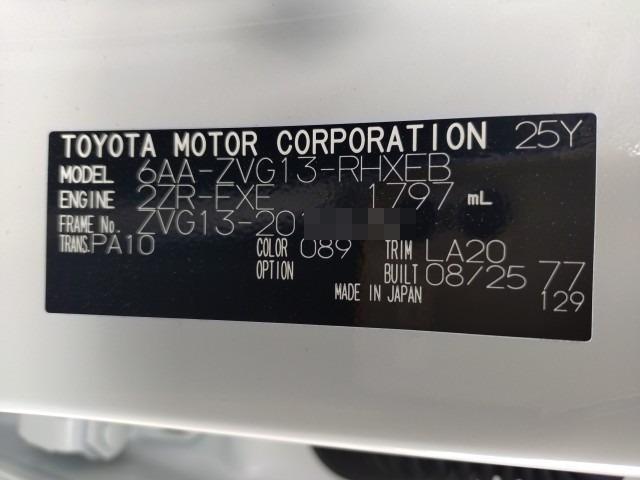 TOYOTA MOTOR CORPORATION 25Y
MODEL 6AA-ZVG13-RHXEB
ENGINE 2ZR-EXE 1797 mL
FRAME No. ZVG13-201
TRANS. PA10 COLOR 089 TRIM LA20
OPTION BUILT 08/25 77
MADE IN JAPAN 129